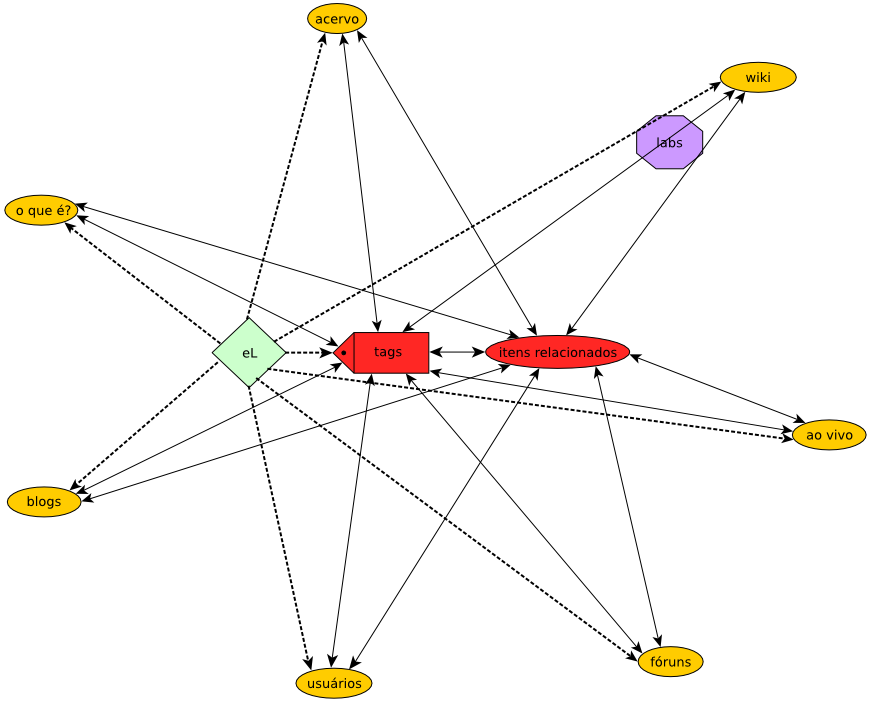 acervo
wiki
labs
o que é?
eL
tags
itens relacionados
ao vivo
blogs
fóruns
usuários